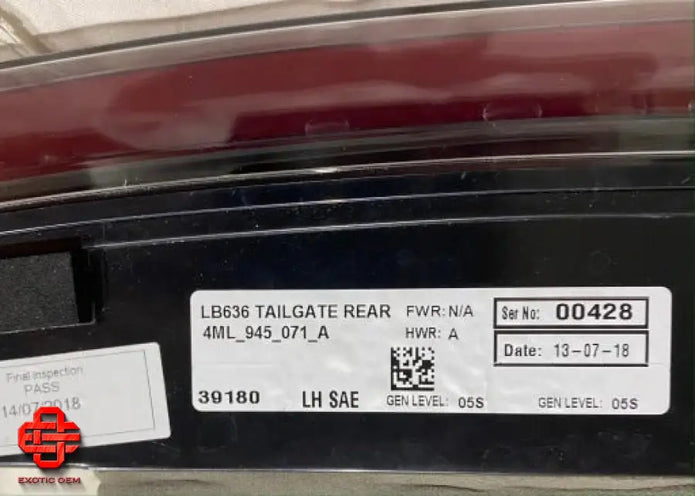 LB636 TAILGATE REAR FWR: N/A Ser No: 00428
4ML_945_071_A HWR: A Date: 13-07-18
39180 LH SAE GEN LEVEL: 05S GEN LEVEL: 05S
Final Inspection
PASS
14/07/2018
EXOTIC OEM